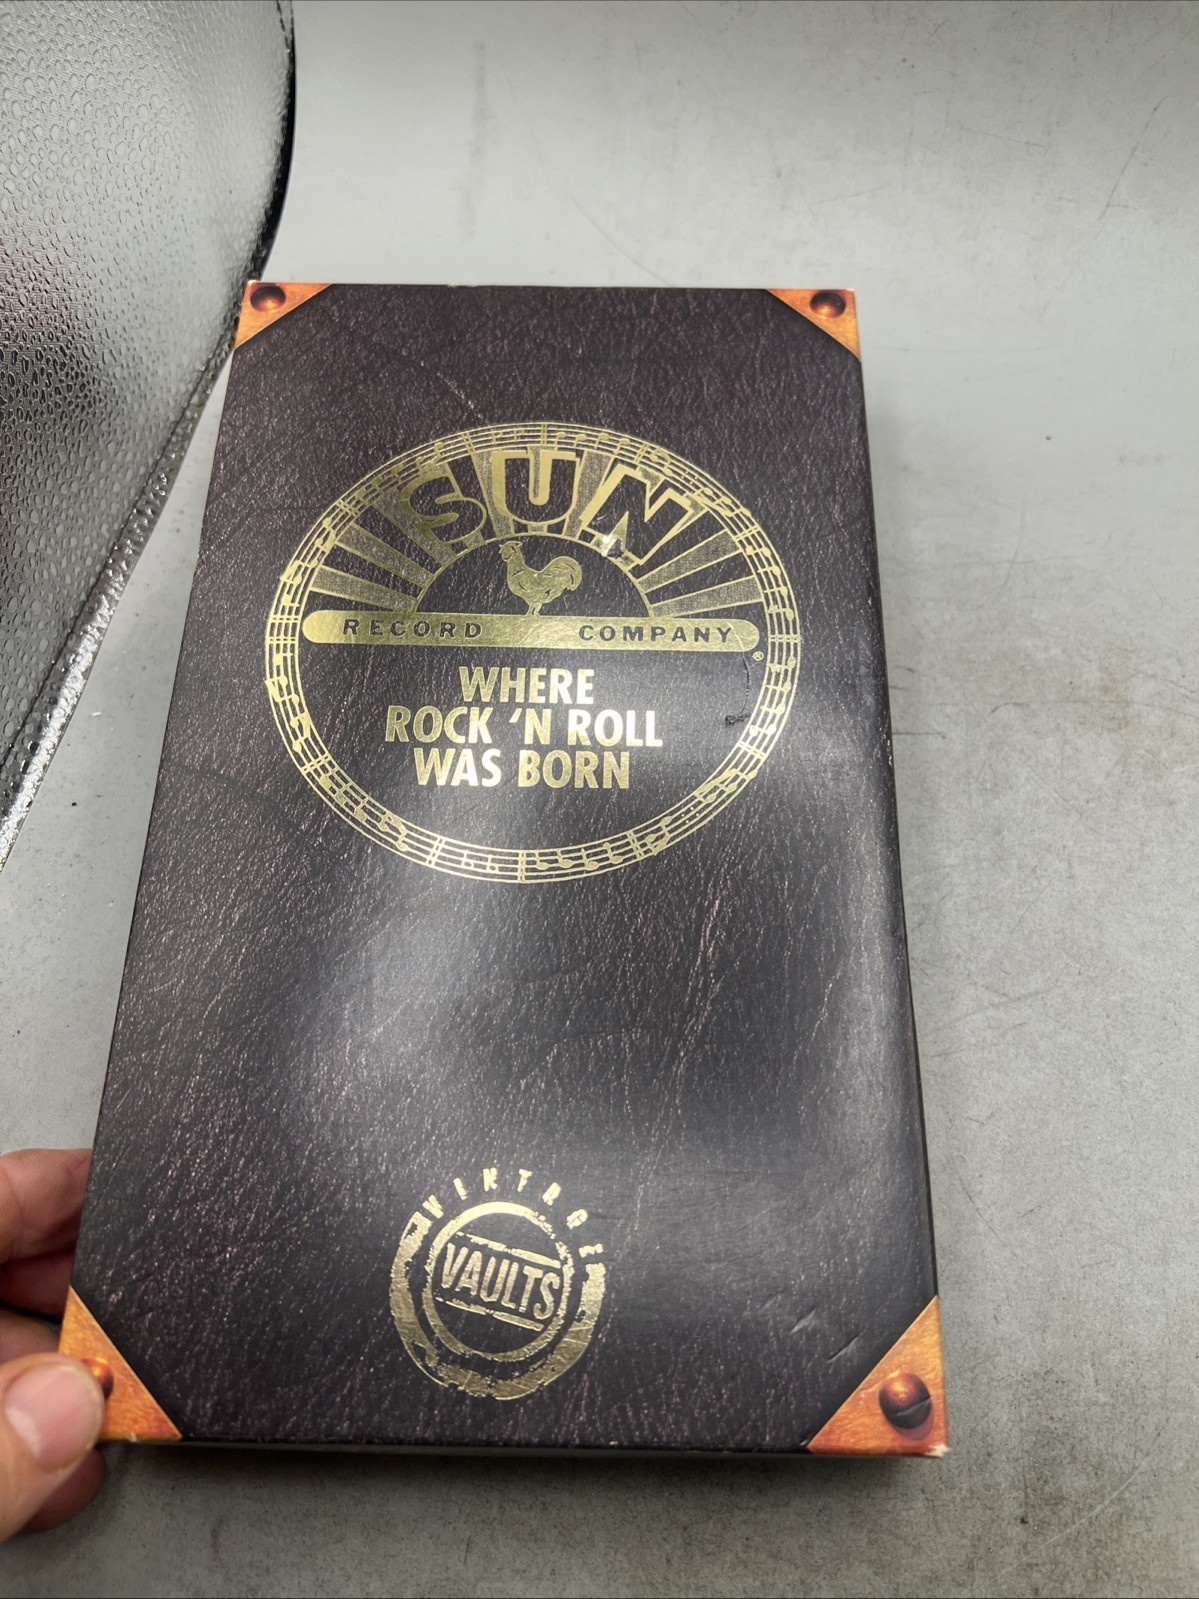 SUN
RECORD COMPANY
®
WHERE
ROCK 'N ROLL
WAS BORN
VINTAGE
VAULTS